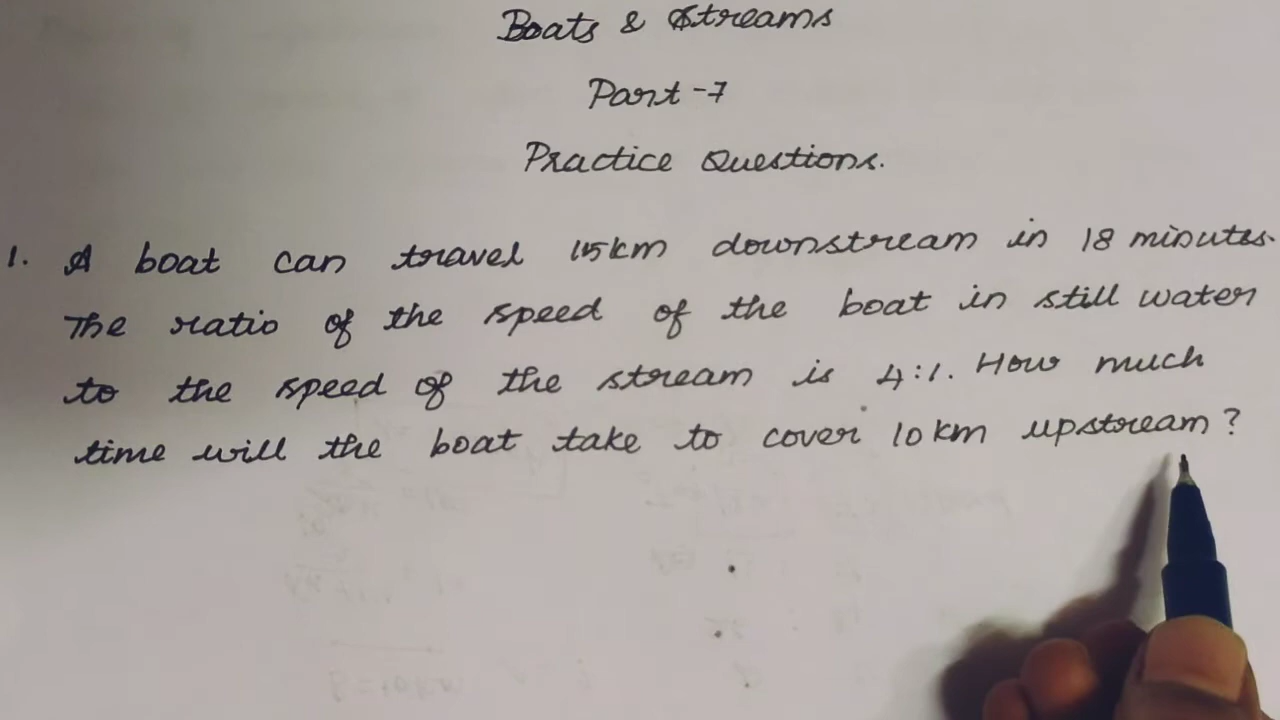 Boats & Streams
Part-7
Practice Questions.
1. A boat can travel 15km downstream in 18 minutes.
The ratio of the speed of the boat in still water
to the speed of the stream is 4:1. How much
time will the boat take to cover 10km upstream?